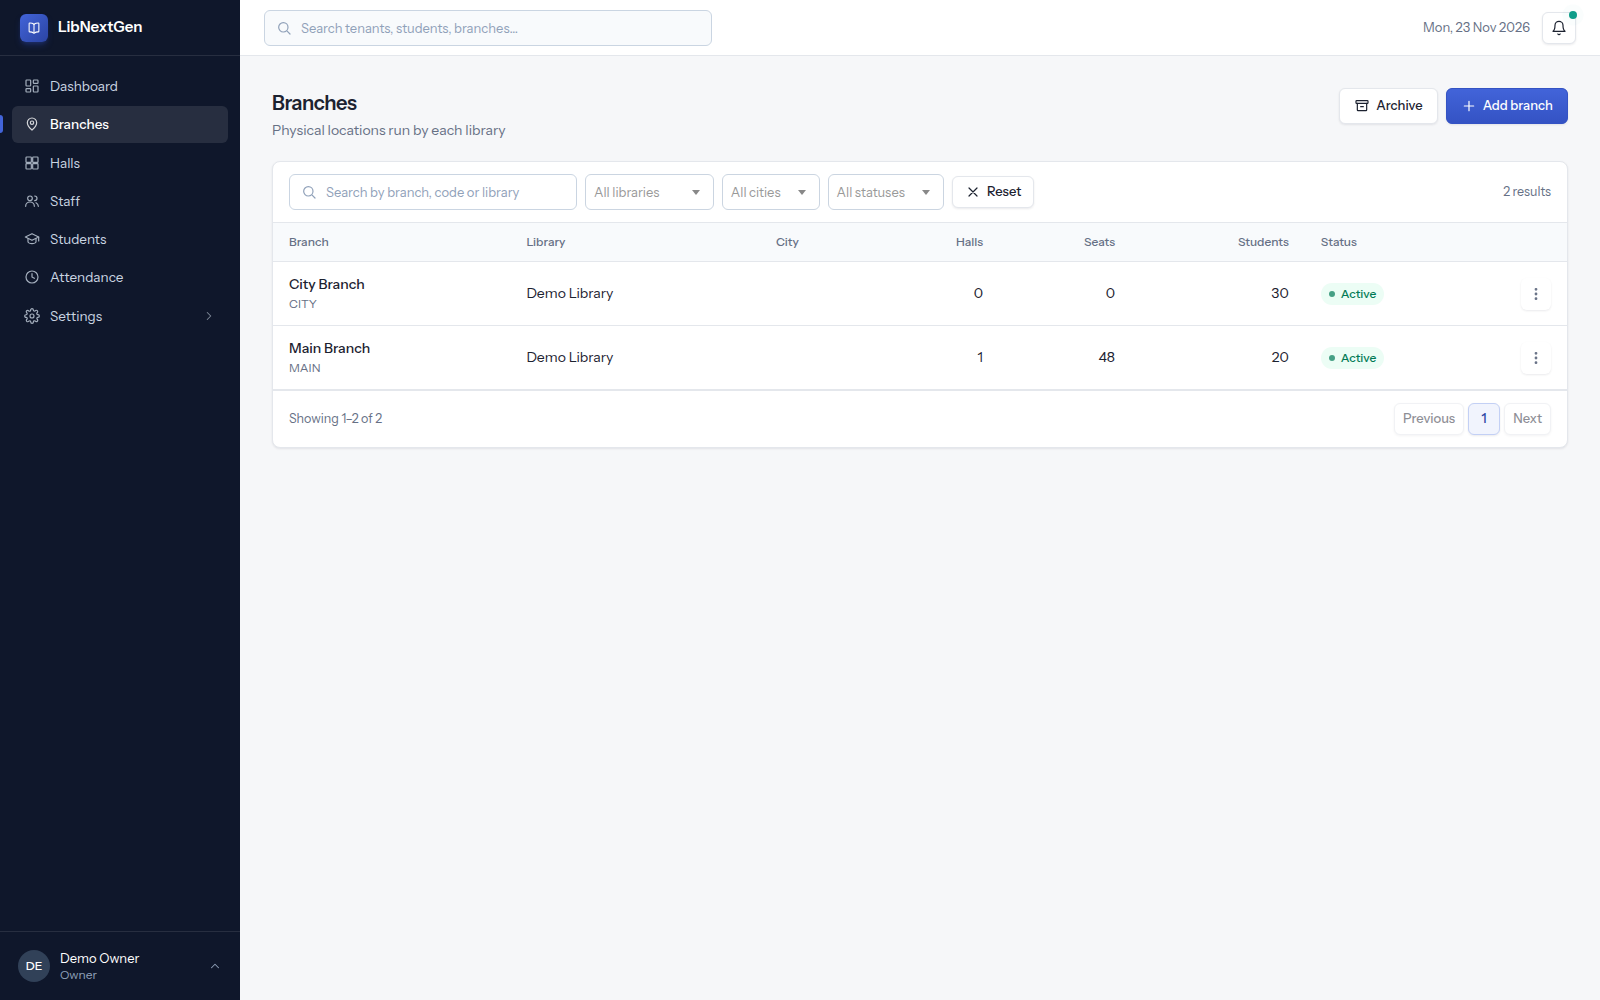 LibNextGen
Search tenants, students, branches...
Mon, 23 Nov 2026
Dashboard
Branches
Halls
Staff
Students
Attendance
Settings
Branches
Physical locations run by each library
Archive
Add branch
Search by branch, code or library
All libraries
All cities
All statuses
Reset
2 results
Branch Library City Halls Seats Students Status
City Branch
CITY
Demo Library 0 0 30 Active
Main Branch
MAIN
Demo Library 1 48 20 Active
Showing 1–2 of 2
Previous 1 Next
DE
Demo Owner
Owner